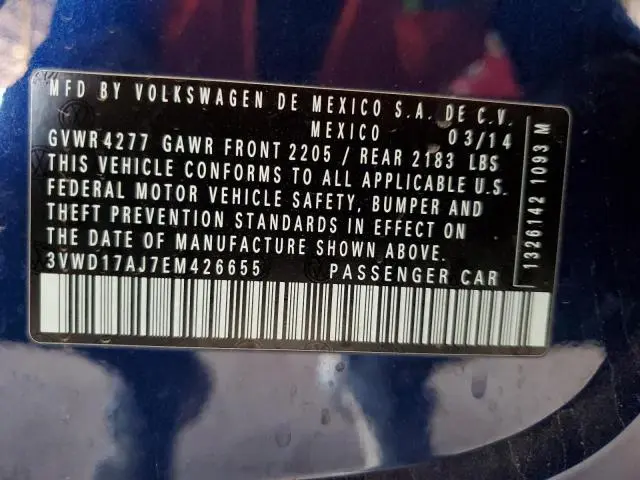 MFD BY VOLKSWAGEN DE MEXICO S.A. DE C.V.
MEXICO 03/14
GVWR 4277 GAWR FRONT 2205 / REAR 2183 LBS
THIS VEHICLE CONFORMS TO ALL APPLICABLE U.S.
FEDERAL MOTOR VEHICLE SAFETY, BUMPER AND
THEFT PREVENTION STANDARDS IN EFFECT ON
THE DATE OF MANUFACTURE SHOWN ABOVE.
3VWD17AJ7EM426655 PASSENGER CAR
1326142 1093 M